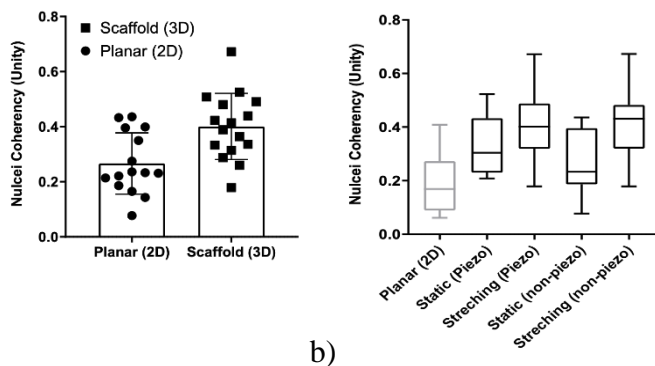 Nulcei Coherency (Unity)
0.8
0.6
0.4
0.2
0.0
Scaffold (3D)
Planar (2D)
Planar (2D)
Scaffold (3D)
Nulcei Coherency (Unity)
0.8
0.6
0.4
0.2
0.0
Planar (2D)
Static (Piezo)
Streching (Piezo)
Static (non-piezo)
Streching (non-piezo)
b)